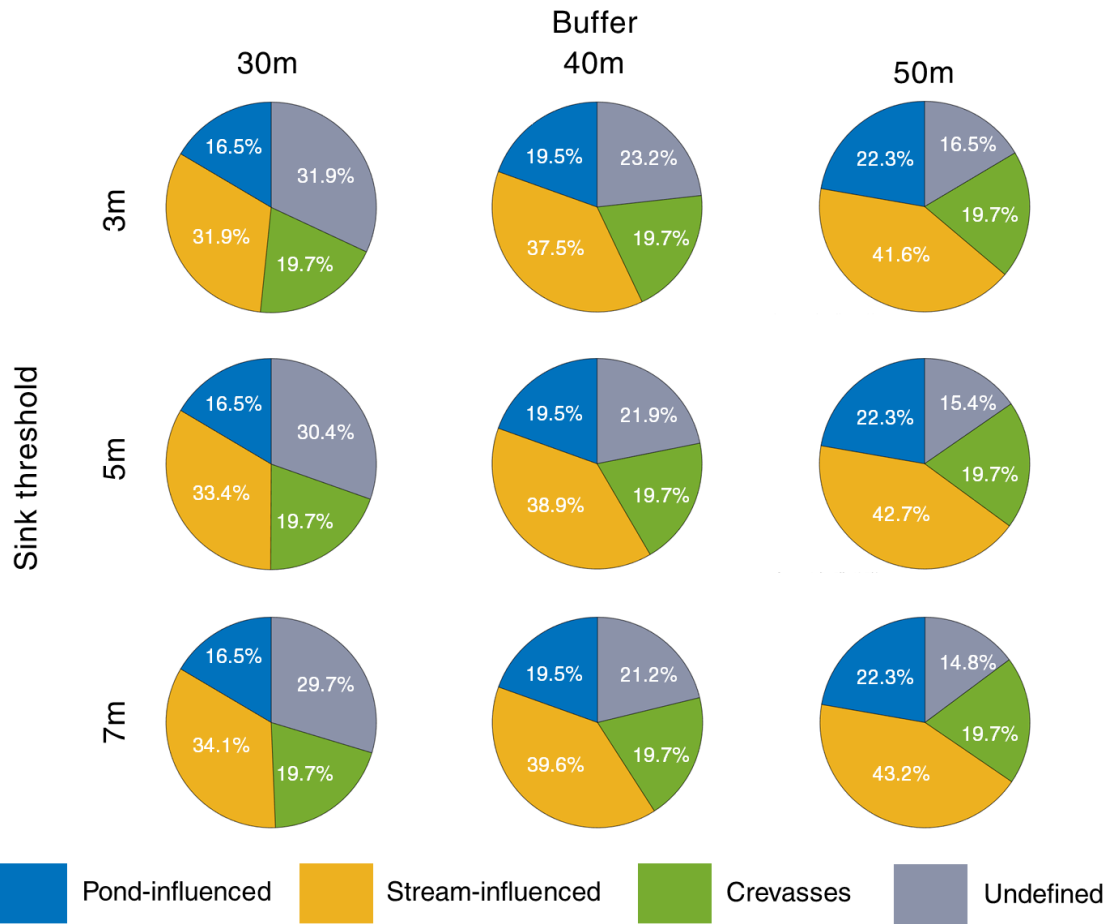 Buffer
30m 40m 50m
3m
16.5% 31.9% 31.9% 19.7%
19.5% 23.2% 37.5% 19.7%
22.3% 16.5% 41.6% 19.7%
Sink threshold
5m
16.5% 30.4% 33.4% 19.7%
19.5% 21.9% 38.9% 19.7%
22.3% 15.4% 42.7% 19.7%
7m
16.5% 29.7% 34.1% 19.7%
19.5% 21.2% 39.6% 19.7%
22.3% 14.8% 43.2% 19.7%
Pond-influenced Stream-influenced Crevasses Undefined